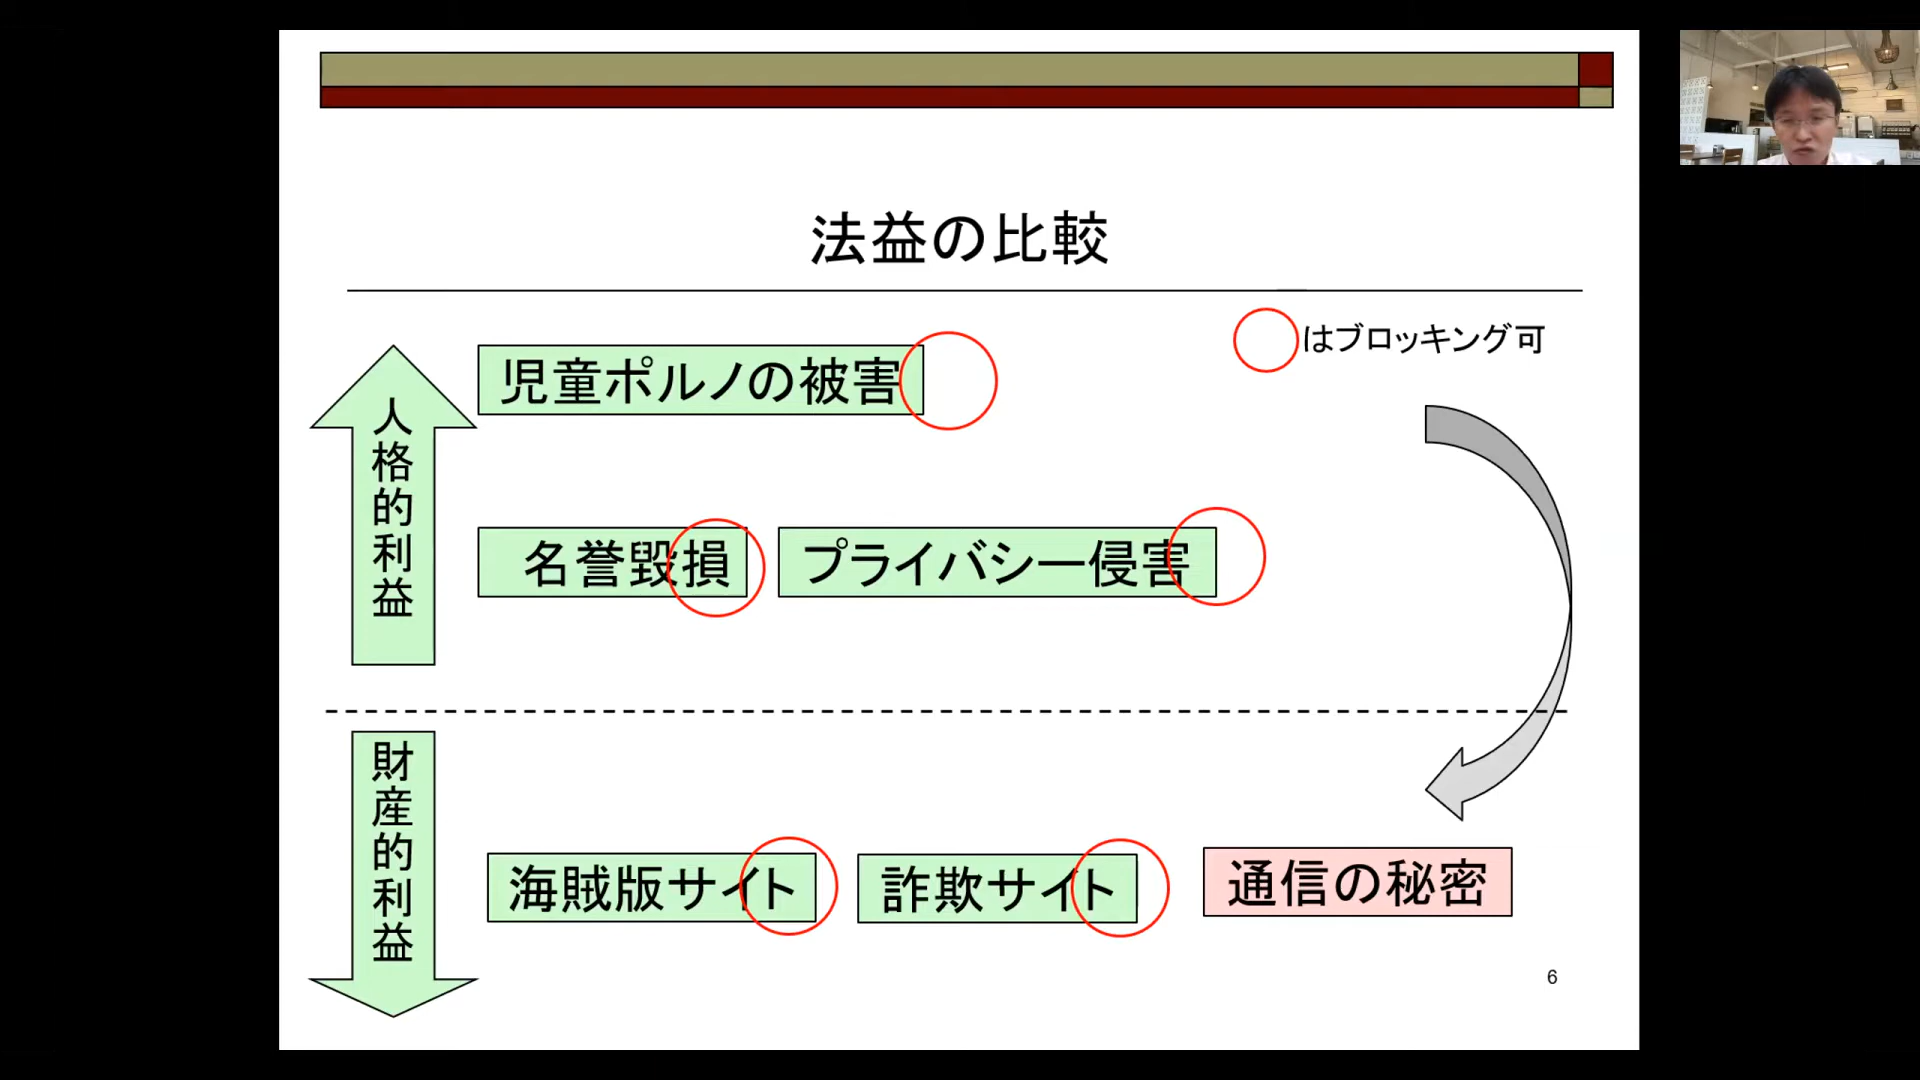 法益の比較
はブロッキング可
児童ポルノの被害
人格的利益
名誉毀損
プライバシー侵害
財産的利益
海賊版サイト
詐欺サイト
通信の秘密
6